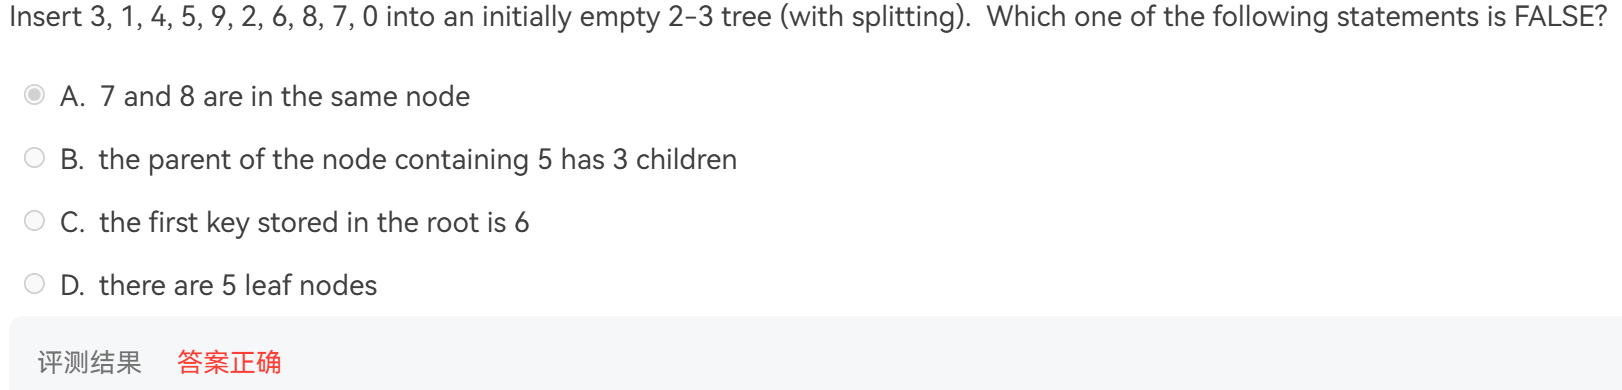 Insert 3, 1, 4, 5, 9, 2, 6, 8, 7, 0 into an initially empty 2-3 tree (with splitting).  Which one of the following statements is FALSE?
A.  7 and 8 are in the same node
B.  the parent of the node containing 5 has 3 children
C.  the first key stored in the root is 6
D.  there are 5 leaf nodes
评测结果 答案正确